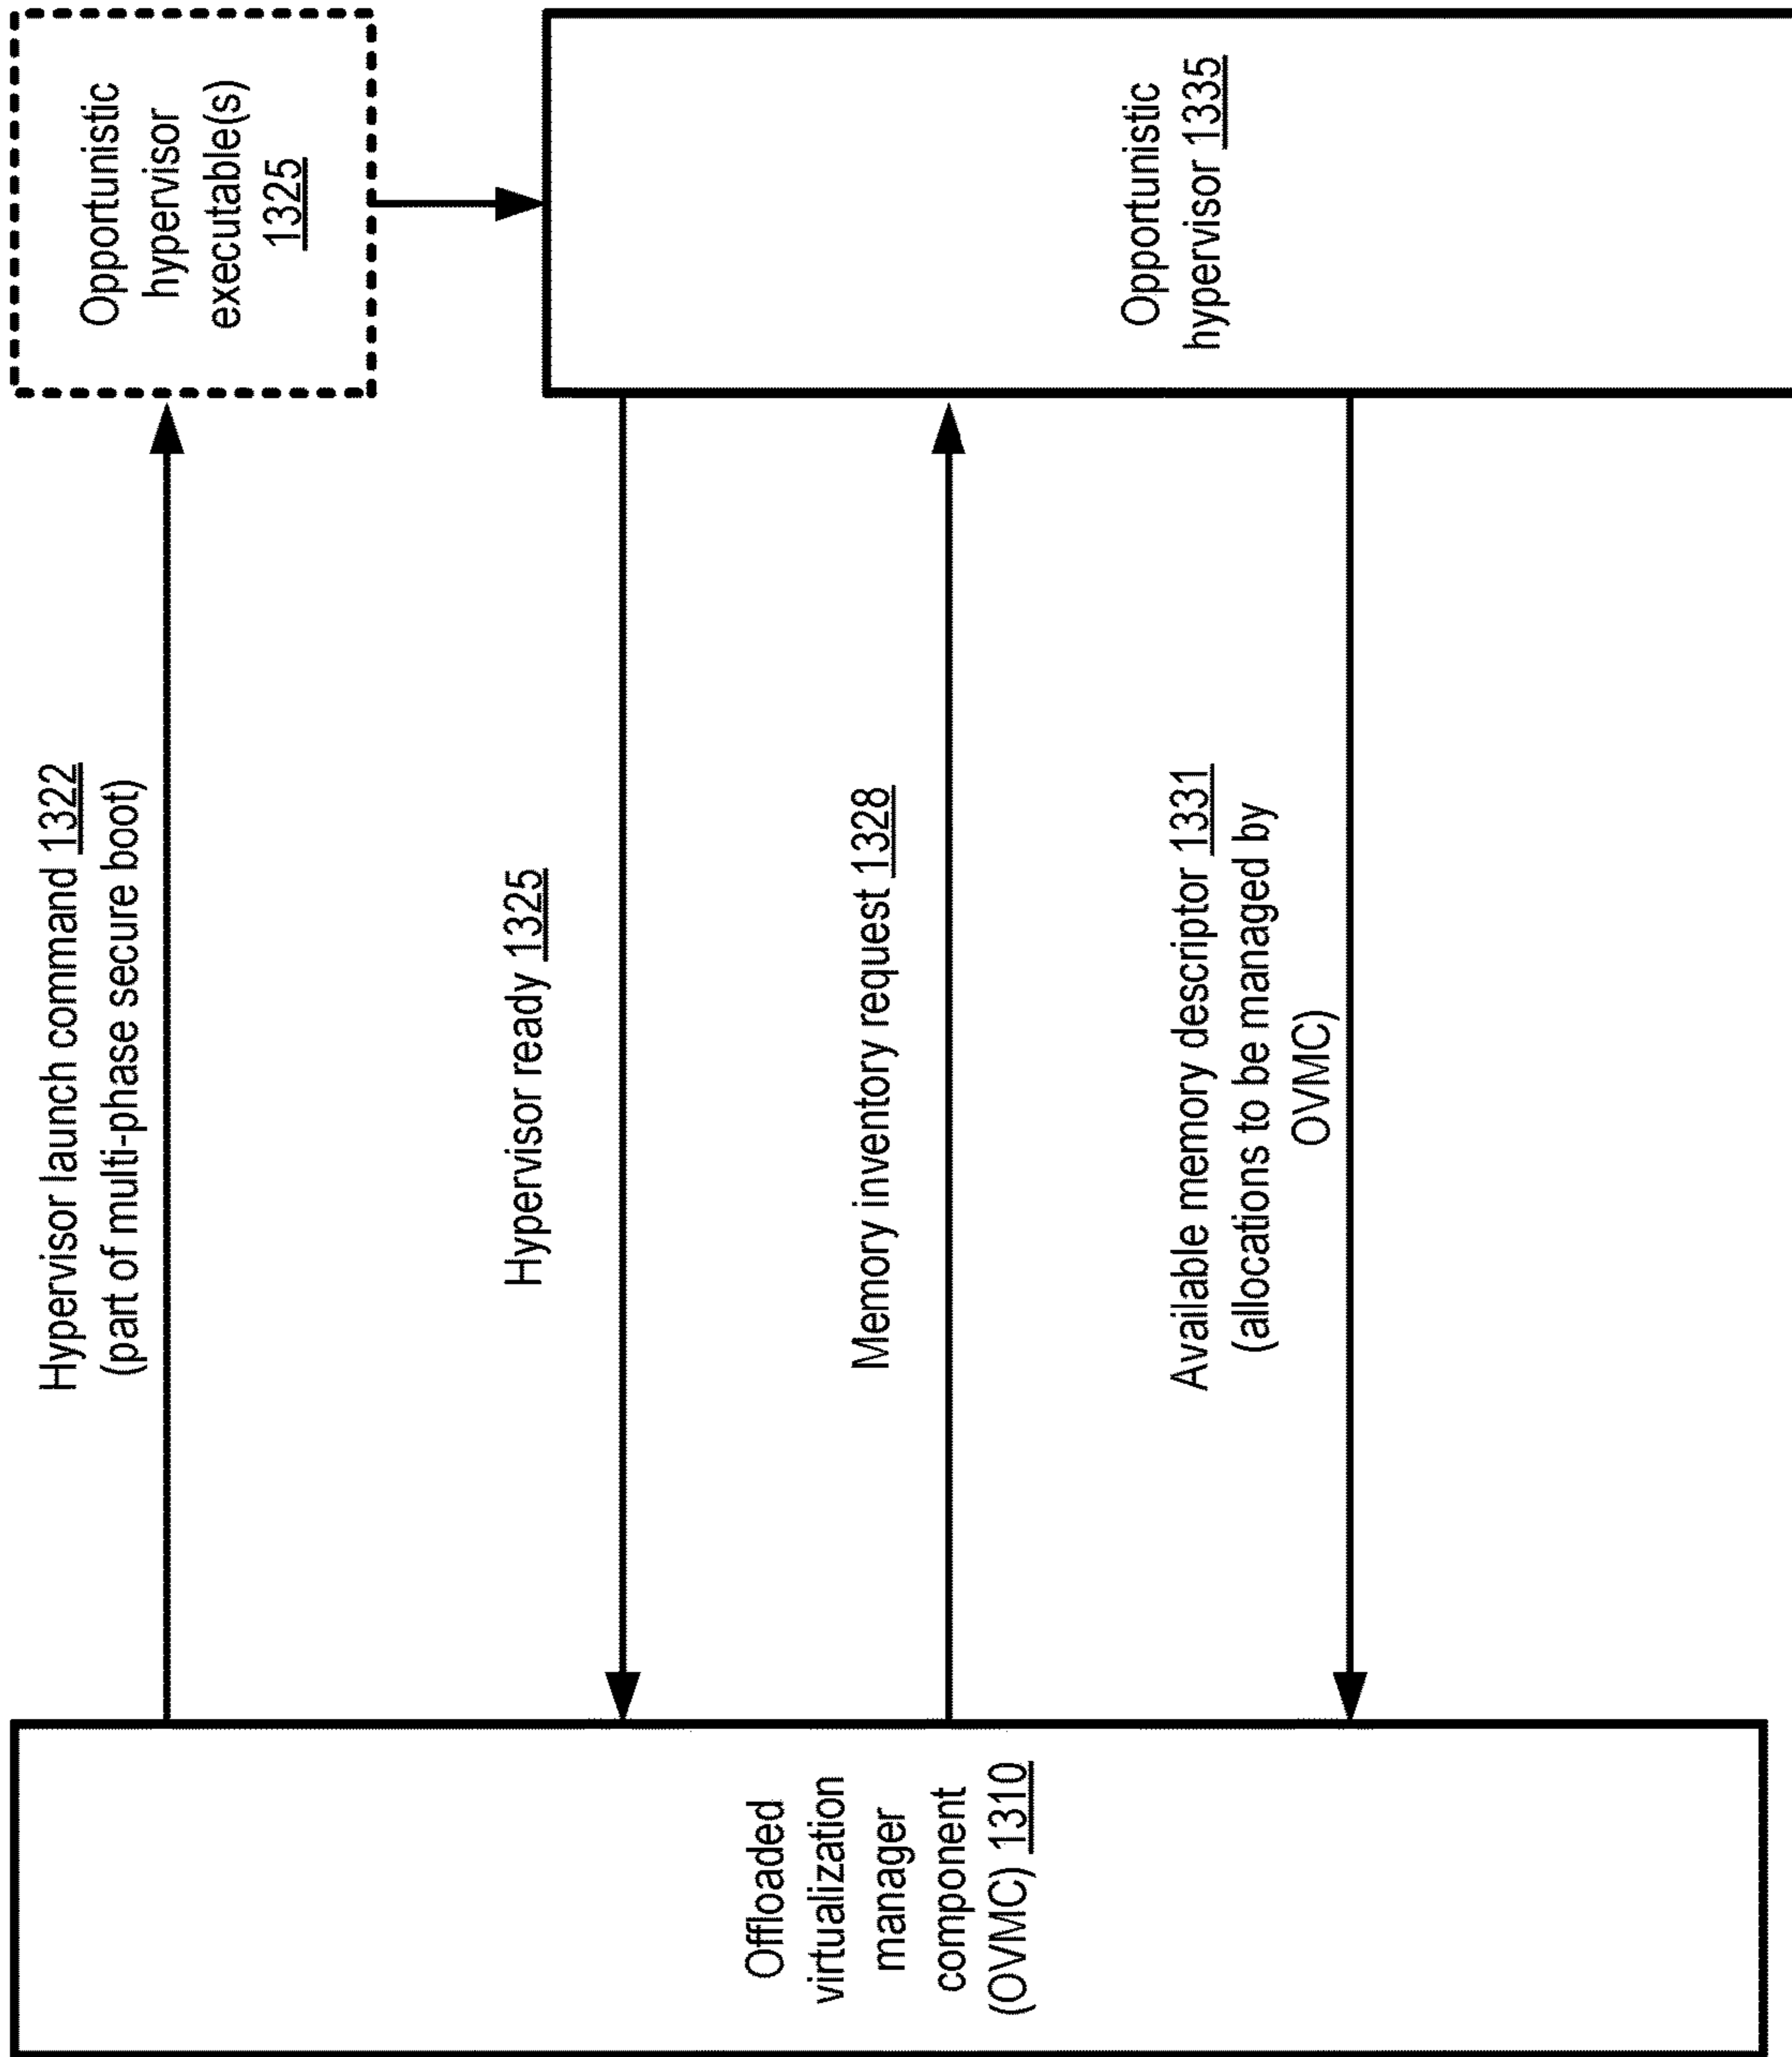 Hypervisor launch command 1322
(part of multi-phase secure boot)
Opportunistic
hypervisor
executable(s)
1325
Hypervisor ready 1325
Memory inventory request 1328
Available memory descriptor 1331
(allocations to be managed by
OVMC)
Offloaded
virtualization
manager
component
(OVMC) 1310
Opportunistic
hypervisor 1335